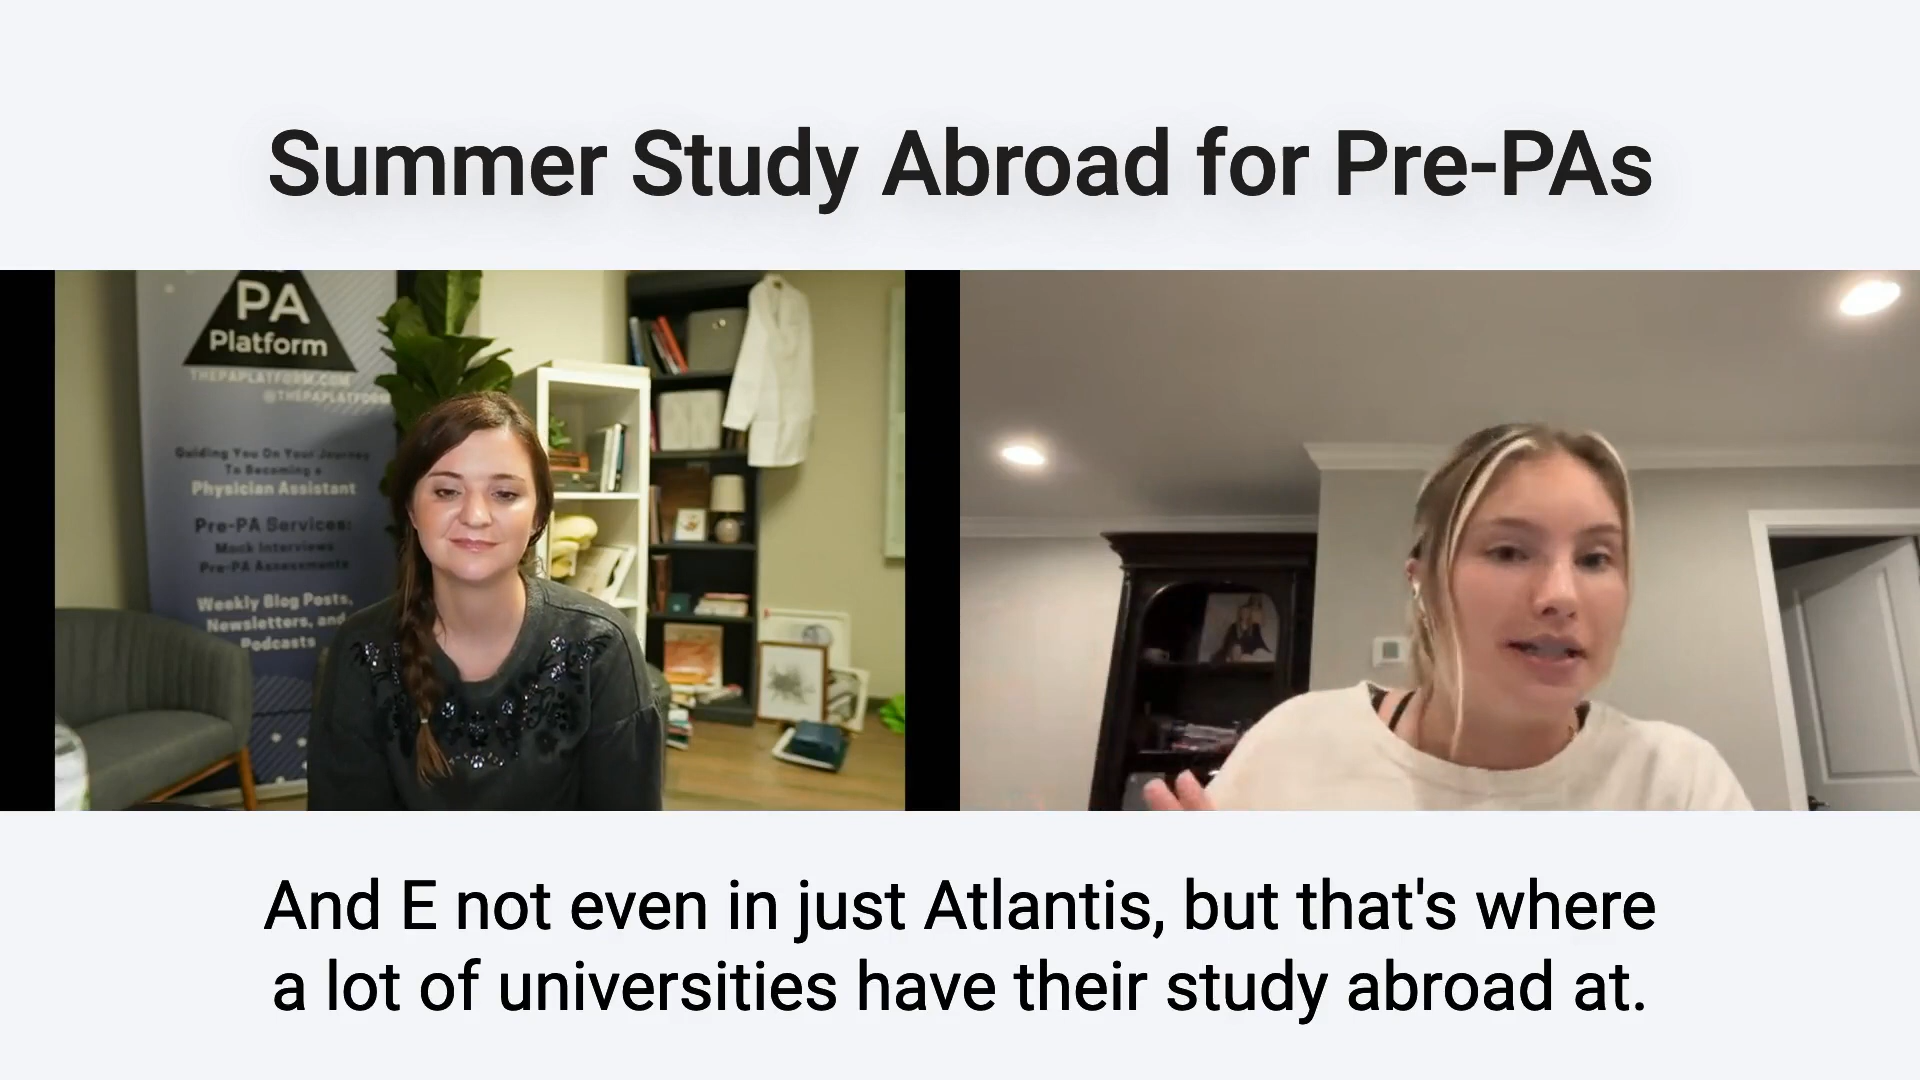 Summer Study Abroad for Pre-PAs
PA
Platform
THEPAPLATFORM.COM
@THEPAPLATFORM
Guiding You On Your Journey
To Becoming a
Physician Assistant
Pre-PA Services:
Mock Interviews
Pre-PA Assessments
Weekly Blog Posts,
Newsletters, and
Podcasts
And E not even in just Atlantis, but that's where
a lot of universities have their study abroad at.